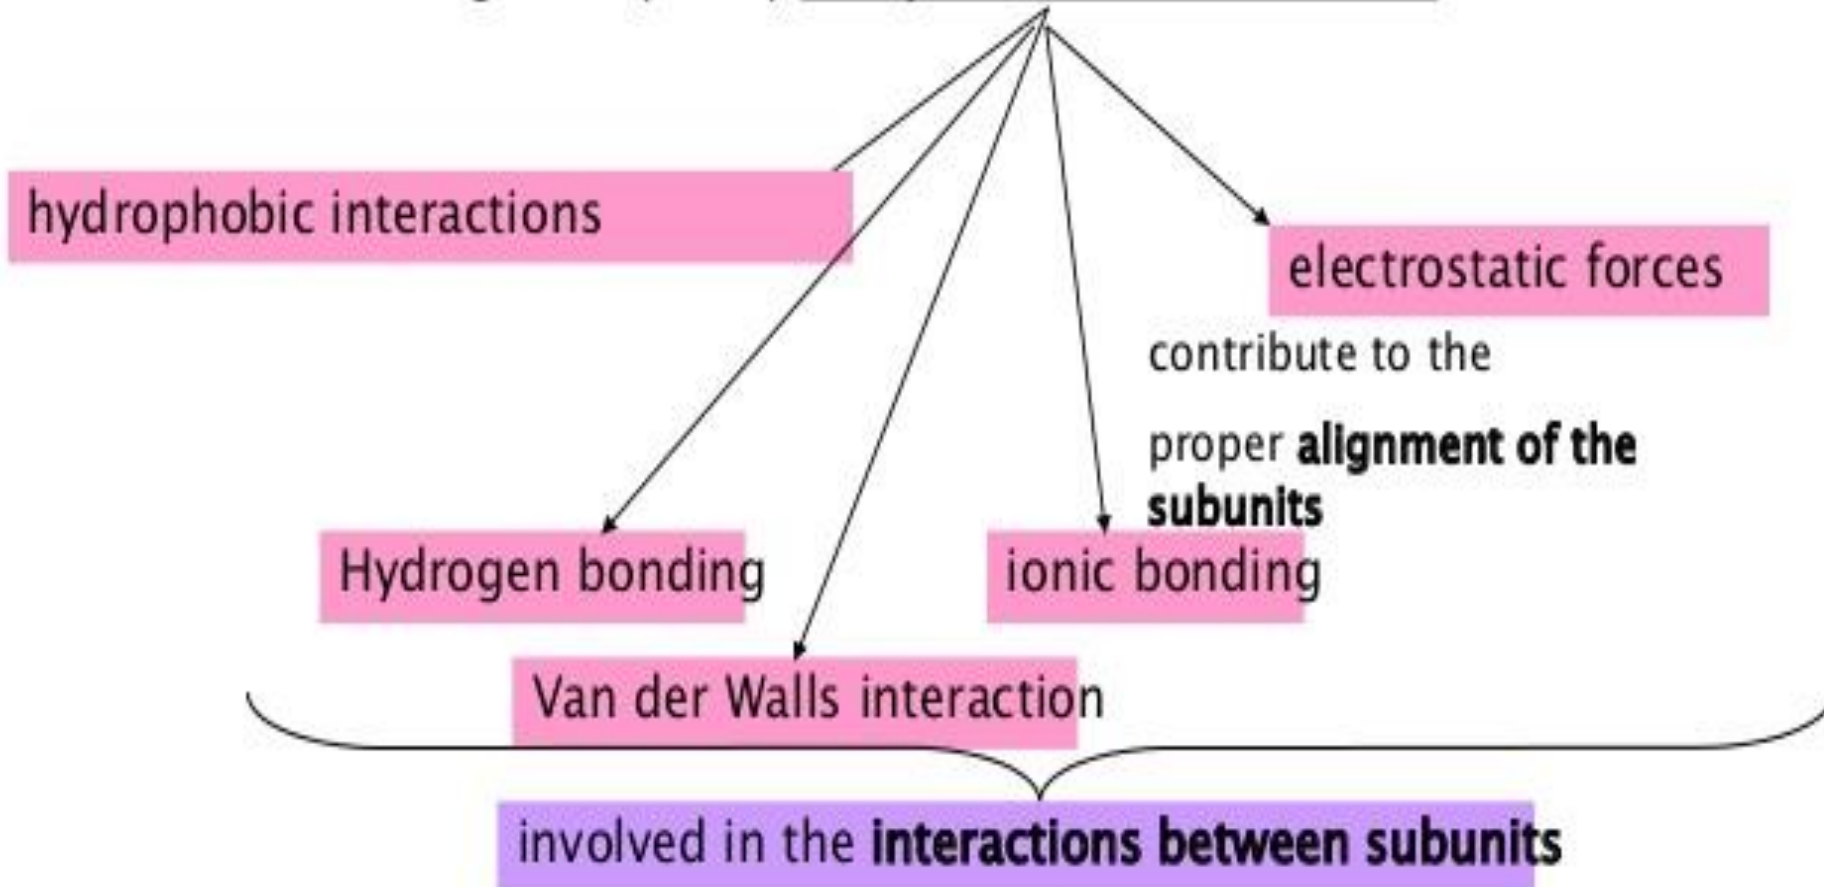 hydrophobic interactions
electrostatic forces
contribute to the
proper alignment of the
subunits
Hydrogen bonding
ionic bonding
Van der Walls interaction
involved in the interactions between subunits